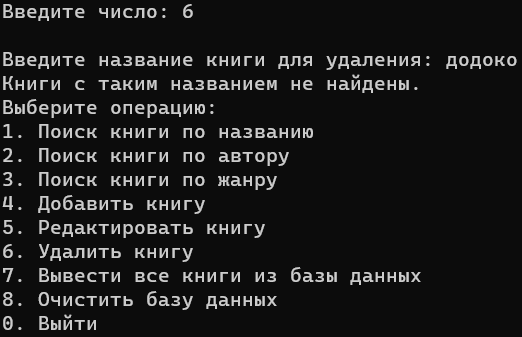 Введите число: 6
Введите название книги для удаления: додоко
Книги с таким названием не найдены.
Выберите операцию:
1. Поиск книги по названию
2. Поиск книги по автору
3. Поиск книги по жанру
4. Добавить книгу
5. Редактировать книгу
6. Удалить книгу
7. Вывести все книги из базы данных
8. Очистить базу данных
0. Выйти